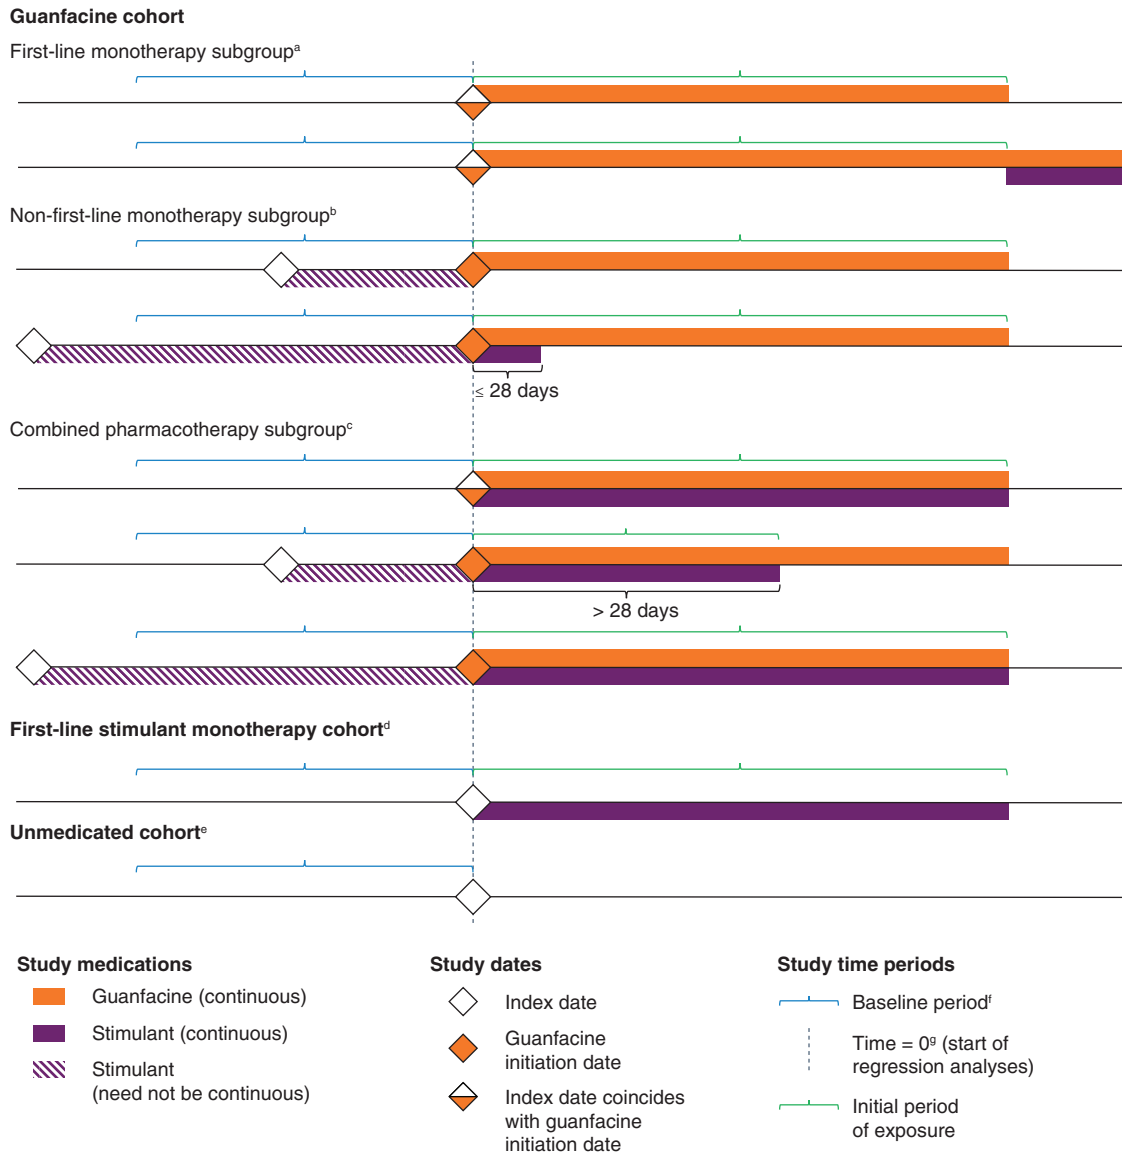 Guanfacine cohort
First-line monotherapy subgroupᵃ
Non-first-line monotherapy subgroupᵇ
≤ 28 days
Combined pharmacotherapy subgroupᶜ
> 28 days
First-line stimulant monotherapy cohortᵈ
Unmedicated cohortᵉ
Study medications
Guanfacine (continuous)
Stimulant (continuous)
Stimulant
(need not be continuous)
Study dates
Index date
Guanfacine
initiation date
Index date coincides
with guanfacine
initiation date
Study time periods
Baseline periodᶠ
Time = 0ᵍ (start of
regression analyses)
Initial period
of exposure